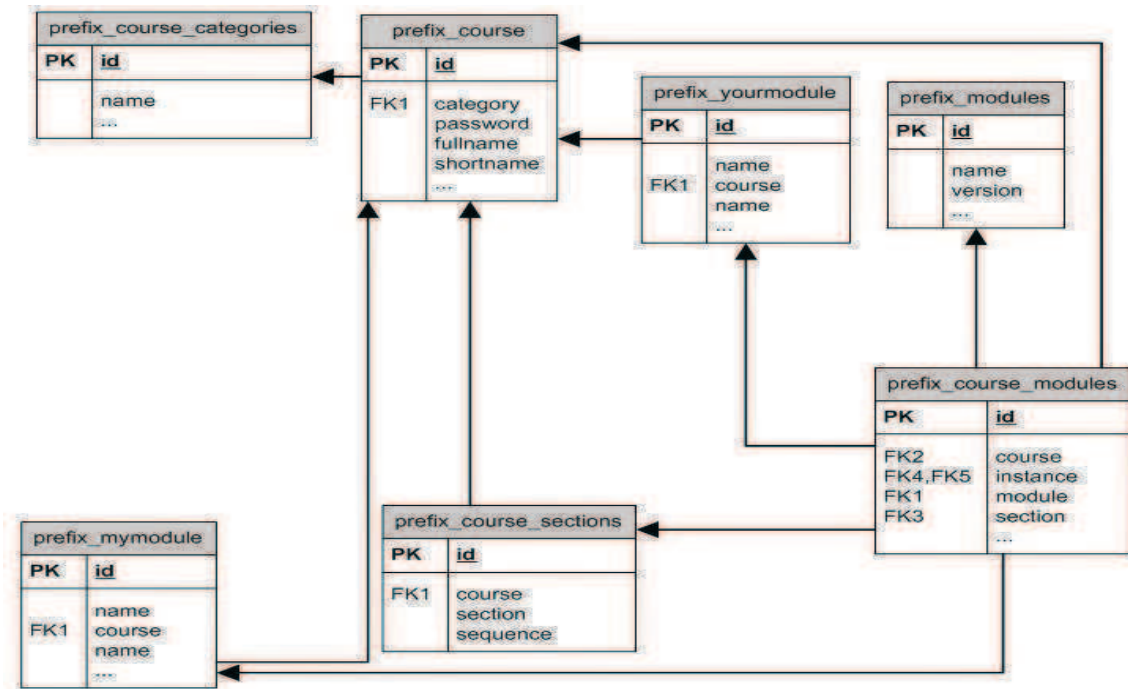 prefix_course_categories
PK id
name
...
prefix_course
PK id
FK1 category
password
fullname
shortname
...
prefix_yourmodule
PK id
name
FK1 course
name
...
prefix_modules
PK id
name
version
...
prefix_course_modules
PK id
FK2 course
FK4,FK5 instance
FK1 module
FK3 section
...
prefix_course_sections
PK id
FK1 course
section
sequence
prefix_mymodule
PK id
name
FK1 course
name
...